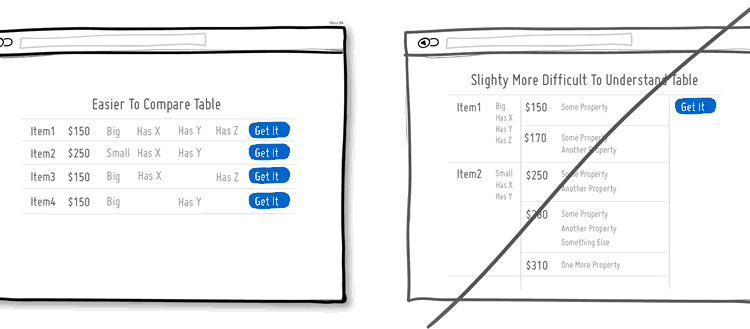 Easier To Compare Table
Item1 $150 Big Has X Has Y Has Z Get It
Item2 $250 Small Has X Has Y Get It
Item3 $150 Big Has X Has Z Get It
Item4 $150 Big Has Y Get It
Slighty More Difficult To Understand Table
Item1 Big $150 Some Property Get It
Has X
Has Y
Has Z
$170 Some Property
Another Property
Item2 Small $250 Some Property
Has X Another Property
Has Y
$280 Some Property
Another Property
Something Else
$310 One More Property